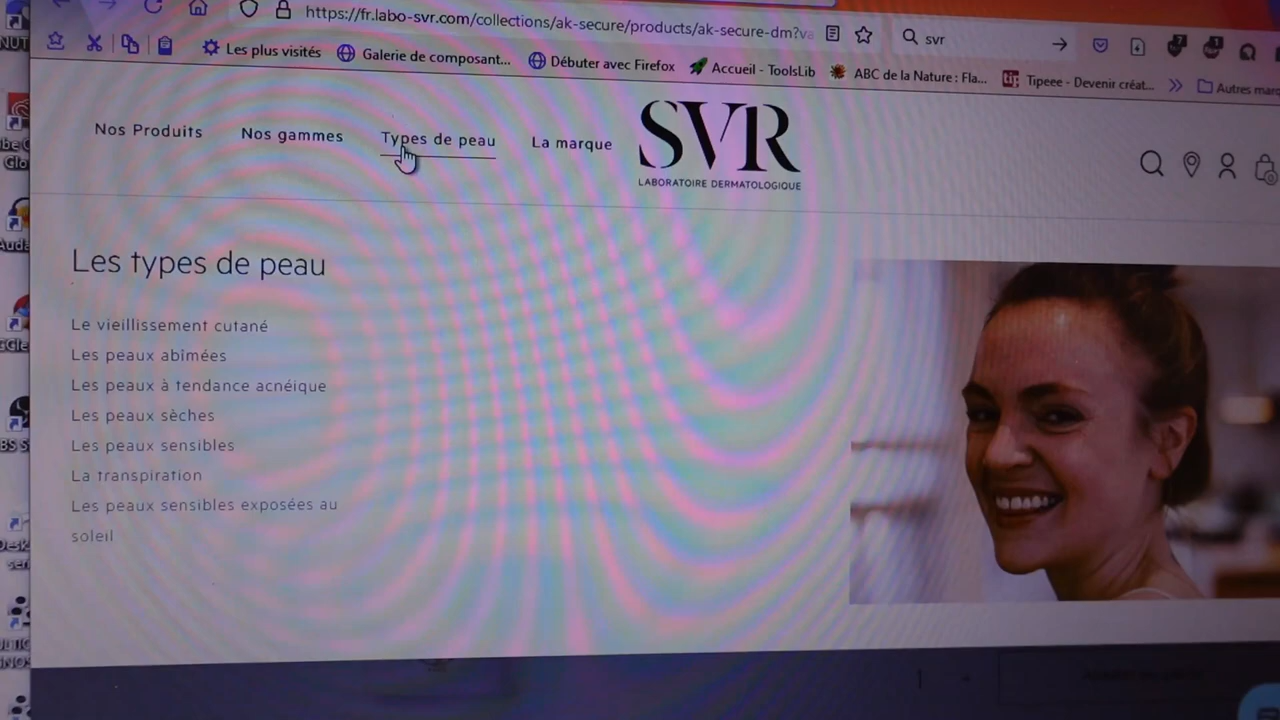 https://fr.labo-svr.com/collections/ak-secure/products/ak-secure-dm?va
svr
Les plus visités
Galerie de composant...
Débuter avec Firefox
Accueil - ToolsLib
ABC de la Nature : Fla...
Tipeee - Devenir créat...
Autres marq
Nos Produits
Nos gammes
Types de peau
La marque
SVR
LABORATOIRE DERMATOLOGIQUE
Les types de peau
Le vieillissement cutané
Les peaux abîmées
Les peaux à tendance acnéique
Les peaux sèches
Les peaux sensibles
La transpiration
Les peaux sensibles exposées au
soleil